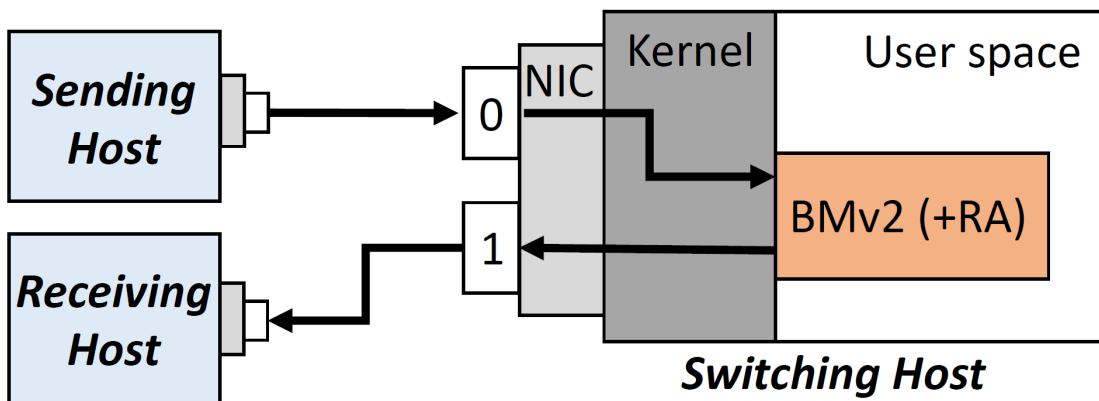 Sending
Host
0
NIC
Kernel
User space
BMv2 (+RA)
1
Receiving
Host
Switching Host